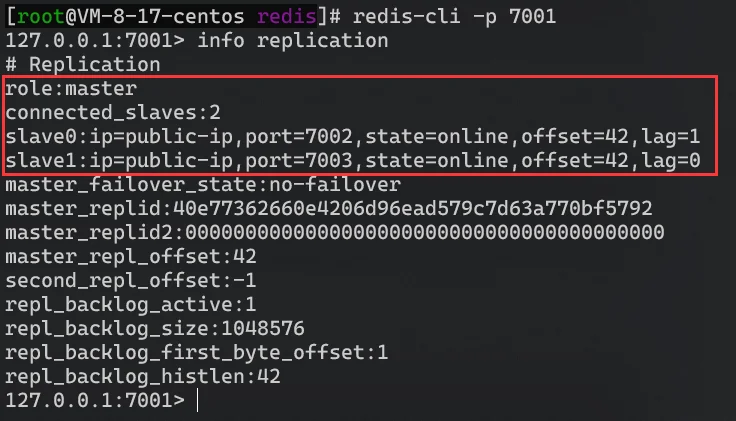 [root@VM-8-17-centos redis]# redis-cli -p 7001
127.0.0.1:7001> info replication
# Replication
role:master
connected_slaves:2
slave0:ip=public-ip,port=7002,state=online,offset=42,lag=1
slave1:ip=public-ip,port=7003,state=online,offset=42,lag=0
master_failover_state:no-failover
master_replid:40e77362660e4206d96ead579c7d63a770bf5792
master_replid2:0000000000000000000000000000000000000000
master_repl_offset:42
second_repl_offset:-1
repl_backlog_active:1
repl_backlog_size:1048576
repl_backlog_first_byte_offset:1
repl_backlog_histlen:42
127.0.0.1:7001>